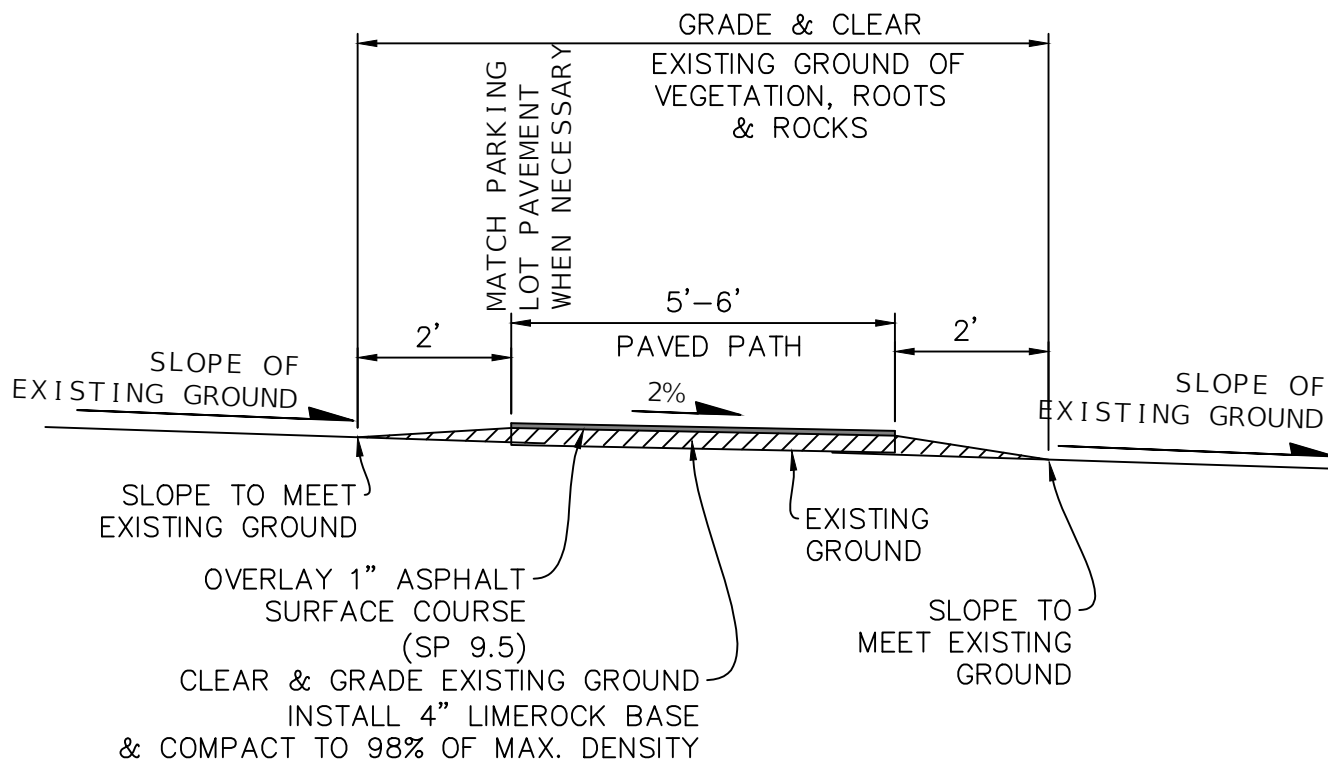 GRADE & CLEAR
EXISTING GROUND OF
VEGETATION, ROOTS
& ROCKS
MATCH PARKING
LOT PAVEMENT
WHEN NECESSARY
5'-6'
PAVED PATH
2'
2'
2%
SLOPE OF
EXISTING GROUND
SLOPE OF
EXISTING GROUND
SLOPE TO MEET
EXISTING GROUND
EXISTING
GROUND
OVERLAY 1" ASPHALT
SURFACE COURSE
(SP 9.5)
CLEAR & GRADE EXISTING GROUND
INSTALL 4" LIMEROCK BASE
& COMPACT TO 98% OF MAX. DENSITY
SLOPE TO
MEET EXISTING
GROUND